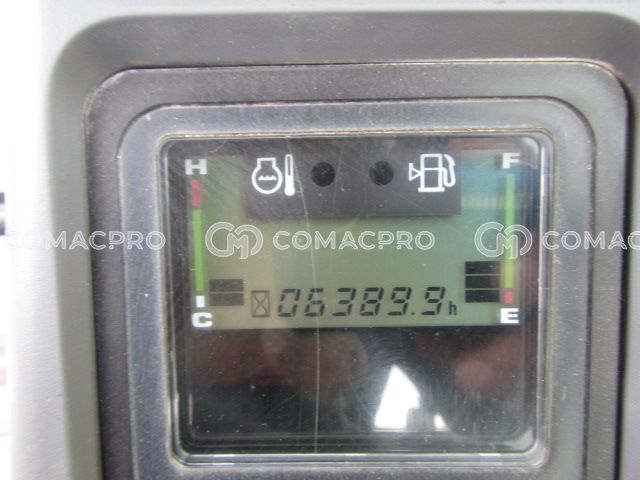 H F
COMACPRO COMACPRO COMACPRO
06389.9h
C E